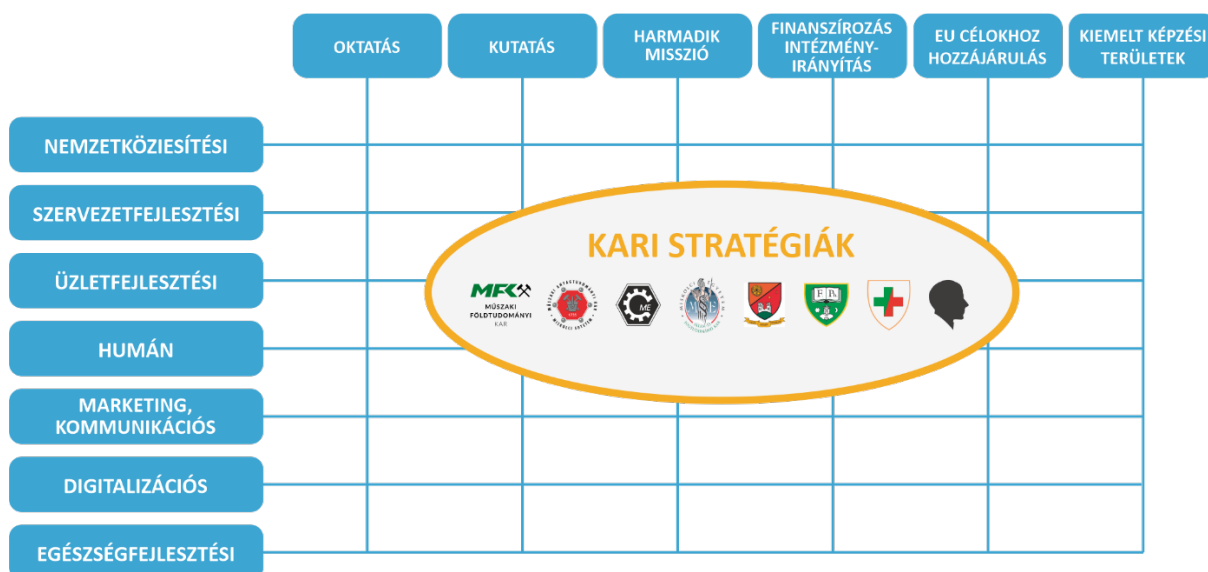 OKTATÁS
KUTATÁS
HARMADIK
MISSZIÓ
FINANSZÍROZÁS
INTÉZMÉNY-
IRÁNYÍTÁS
EU CÉLOKHOZ
HOZZÁJÁRULÁS
KIEMELT KÉPZÉSI
TERÜLETEK
NEMZETKÖZIESÍTÉSI
SZERVEZETFEJLESZTÉSI
ÜZLETFEJLESZTÉSI
HUMÁN
MARKETING,
KOMMUNIKÁCIÓS
DIGITALIZÁCIÓS
EGÉSZSÉGFEJLESZTÉSI
KARI STRATÉGIÁK
MFK
MŰSZAKI
FÖLDTUDOMÁNYI
KAR
ME